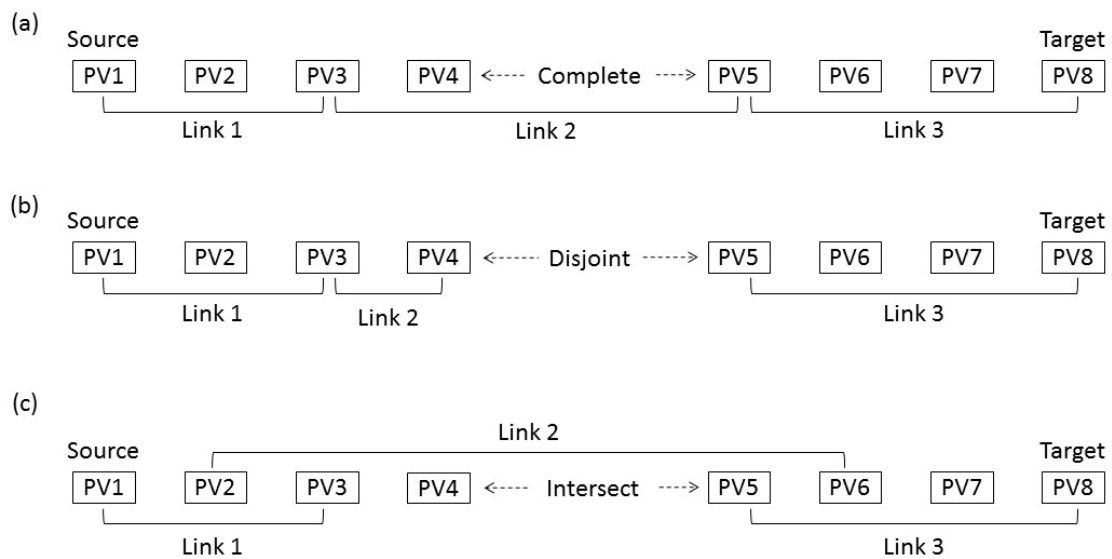 (a)
Source Target
PV1 PV2 PV3 PV4 Complete PV5 PV6 PV7 PV8
Link 1 Link 2 Link 3
(b)
Source Target
PV1 PV2 PV3 PV4 Disjoint PV5 PV6 PV7 PV8
Link 1 Link 2 Link 3
(c)
Link 2
Source Target
PV1 PV2 PV3 PV4 Intersect PV5 PV6 PV7 PV8
Link 1 Link 3